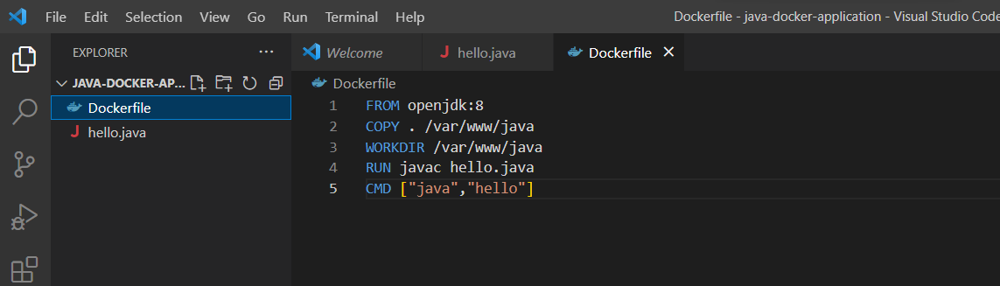 File Edit Selection View Go Run Terminal Help Dockerfile - java-docker-application - Visual Studio Code
EXPLORER ···
Welcome
J hello.java
Dockerfile
JAVA-DOCKER-AP...
Dockerfile
J hello.java
Dockerfile
1 FROM openjdk:8
2 COPY . /var/www/java
3 WORKDIR /var/www/java
4 RUN javac hello.java
5 CMD ["java","hello"]